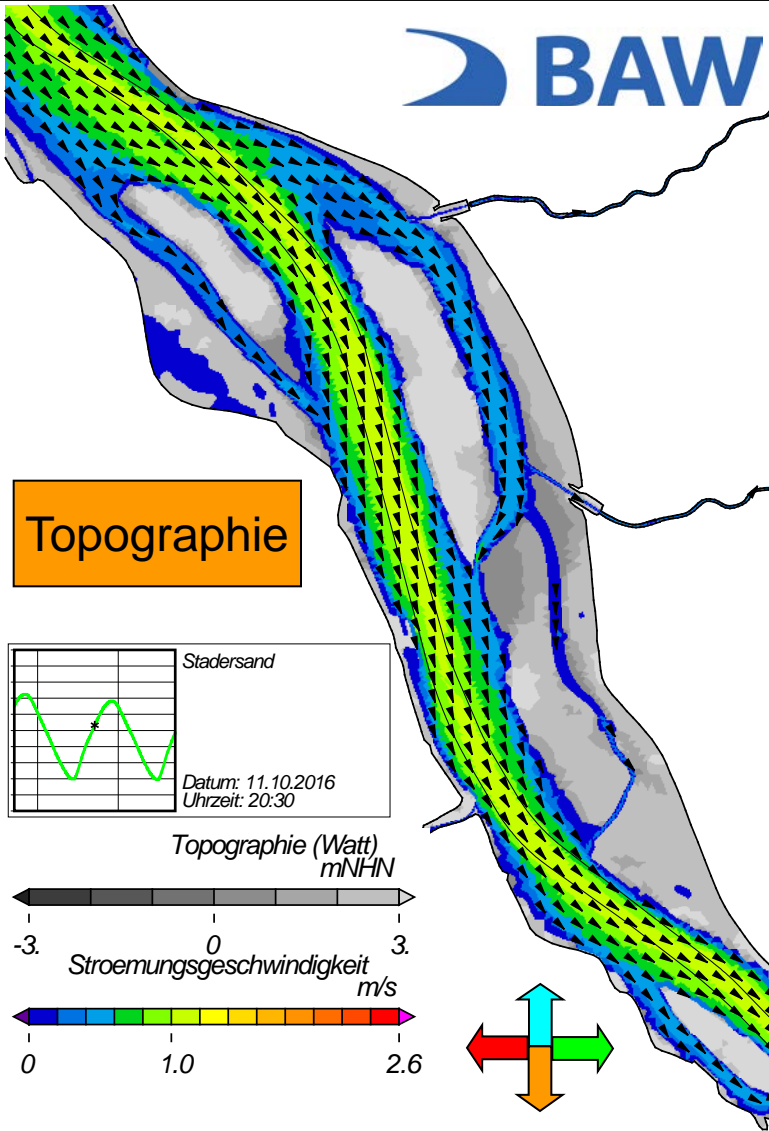 BAW
Topographie
Stadersand
Datum: 11.10.2016
Uhrzeit: 20:30
Topographie (Watt)
mNHN
-3. 0 3.
Stroemungsgeschwindigkeit
m/s
0 1.0 2.6